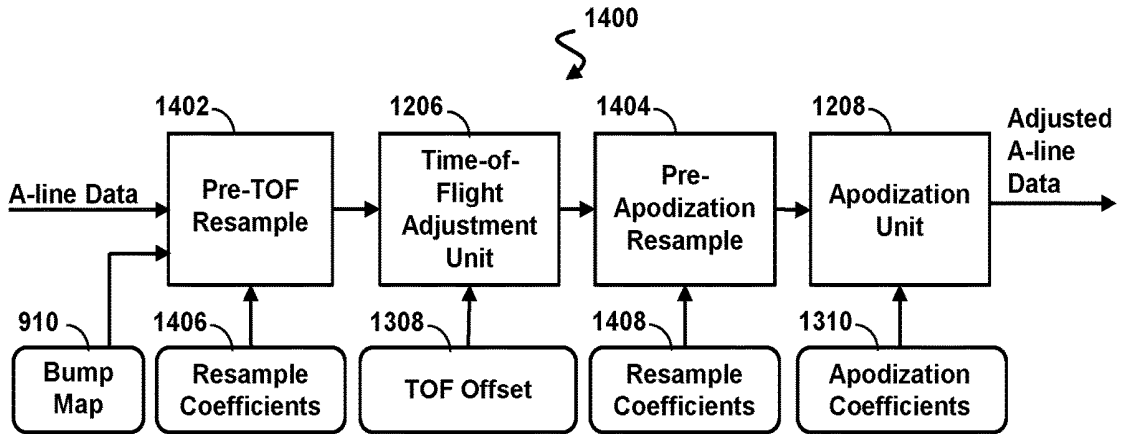 1400
1402
1206
1404
1208
A-line Data
Pre-TOF
Resample
Time-of-
Flight
Adjustment
Unit
Pre-
Apodization
Resample
Apodization
Unit
Adjusted
A-line
Data
910
1406
1308
1408
1310
Bump
Map
Resample
Coefficients
TOF Offset
Resample
Coefficients
Apodization
Coefficients